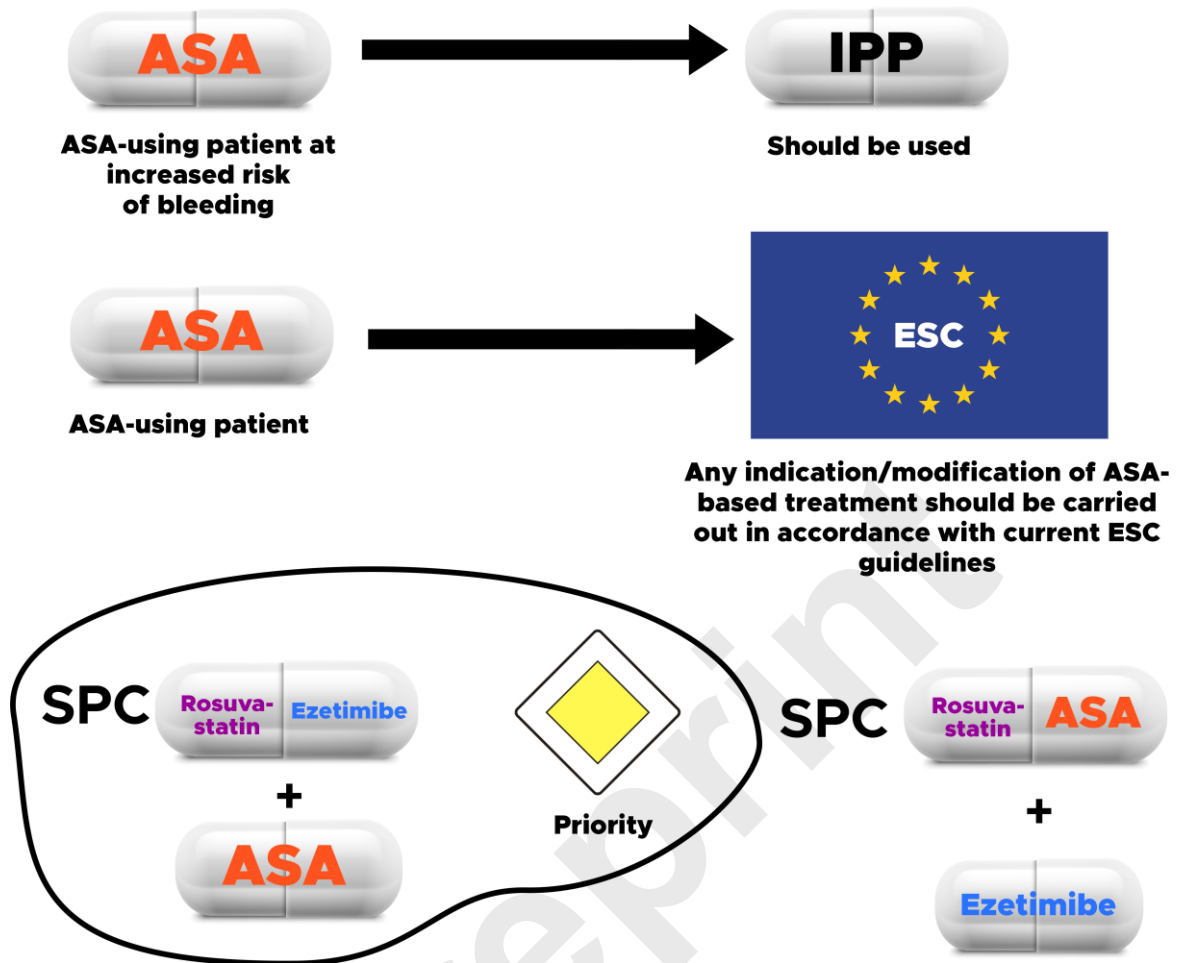 ASA
IPP
ASA-using patient at
increased risk
of bleeding
Should be used
ASA
ESC
ASA-using patient
Any indication/modification of ASA-
based treatment should be carried
out in accordance with current ESC
guidelines
SPC
Rosuva-
statin
Ezetimibe
+
ASA
Priority
SPC
Rosuva-
statin
ASA
+
Ezetimibe
eprint